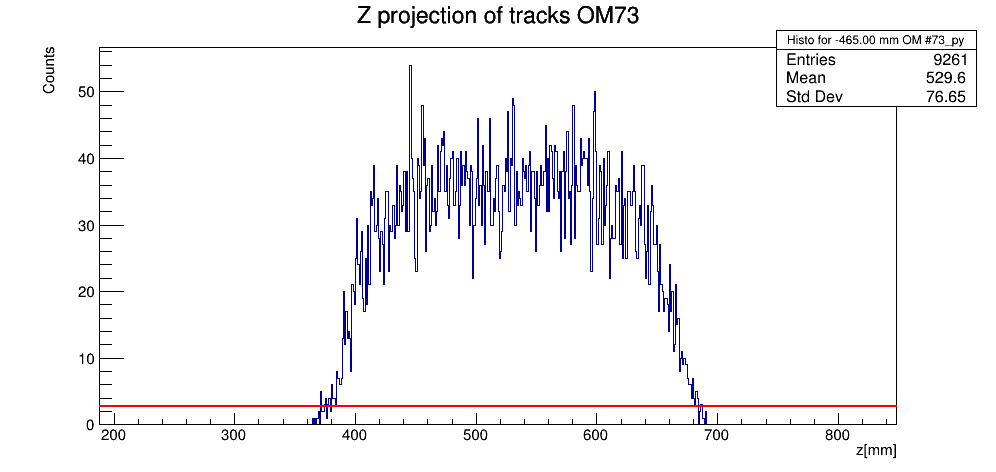 Z projection of tracks OM73
Histo for -465.00 mm OM #73_py
Entries 9261
Mean 529.6
Std Dev 76.65
Counts
50
40
30
20
10
0
200 300 400 500 600 700 800
z[mm]